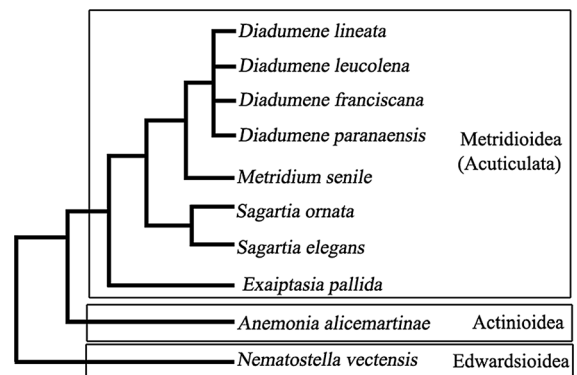 Diadumene lineata
Diadumene leucolena
Diadumene franciscana
Diadumene paranaensis
Metridioidea
(Acuticulata)
Metridium senile
Sagartia ornata
Sagartia elegans
Exaiptasia pallida
Anemonia alicemartinae Actinioidea
Nematostella vectensis Edwardsioidea